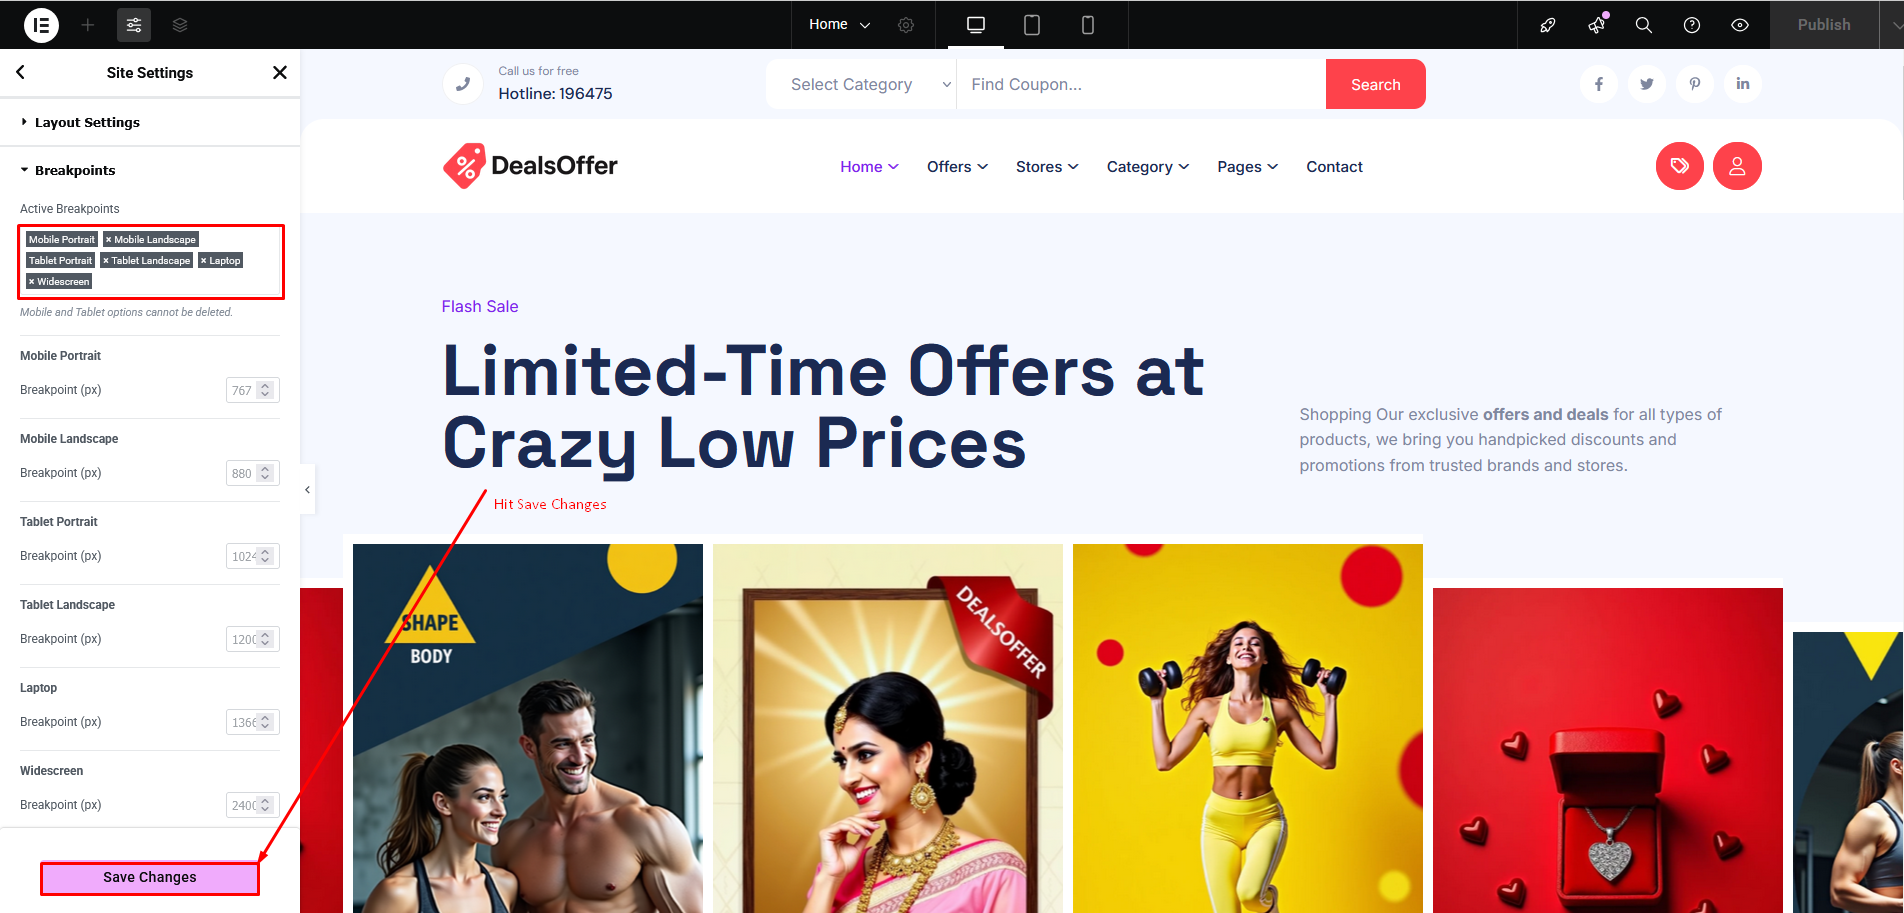 Home
Publish
Site Settings
Layout Settings
Breakpoints
Active Breakpoints
Mobile Portrait × Mobile Landscape
Tablet Portrait × Tablet Landscape × Laptop
× Widescreen
Mobile and Tablet options cannot be deleted.
Mobile Portrait
Breakpoint (px) 767
Mobile Landscape
Breakpoint (px) 880
Tablet Portrait
Breakpoint (px) 1024
Tablet Landscape
Breakpoint (px) 1200
Laptop
Breakpoint (px) 1366
Widescreen
Breakpoint (px) 2400
Save Changes
Call us for free
Hotline: 196475
Select Category
Find Coupon...
Search
DealsOffer
Home Offers Stores Category Pages Contact
Flash Sale
Limited-Time Offers at
Crazy Low Prices
Shopping Our exclusive offers and deals for all types of
products, we bring you handpicked discounts and
promotions from trusted brands and stores.
Hit Save Changes
SHAPE
BODY
DEALSOFFER